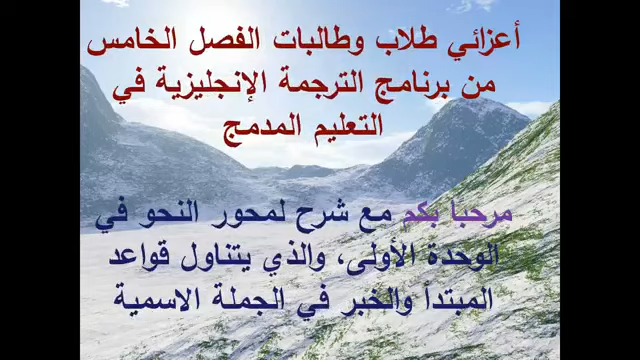 أعزائي طلاب وطالبات الفصل الخامس
من برنامج الترجمة الإنجليزية في
التعليم المدمج
مرحبا بكم مع شرح لمحور النحو في
الوحدة الأولى، والذي يتناول قواعد
المبتدأ والخبر في الجملة الاسمية